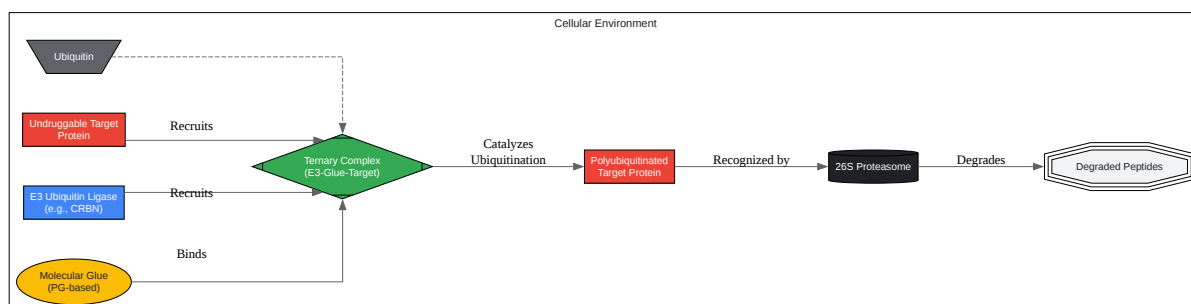 Cellular Environment
Ubiquitin
Undruggable Target
Protein
Recruits
E3 Ubiquitin Ligase
(e.g., CRBN)
Recruits
Molecular Glue
(PG-based)
Binds
Ternary Complex
(E3-Glue-Target)
Catalyzes
Ubiquitination
Polyubiquitinated
Target Protein
Recognized by
26S Proteasome
Degrades
Degraded Peptides